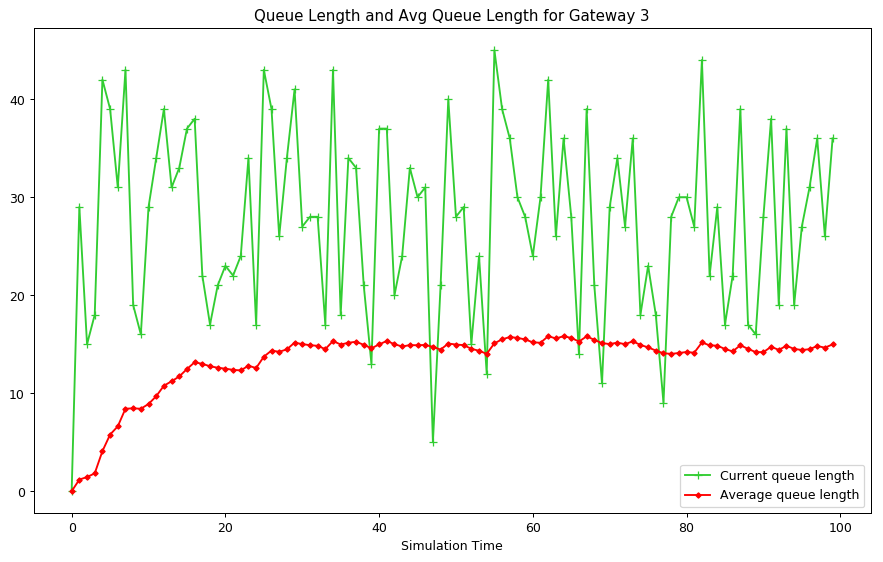 Queue Length and Avg Queue Length for Gateway 3
40
30
20
10
0
Current queue length
Average queue length
0 20 40 60 80 100
Simulation Time